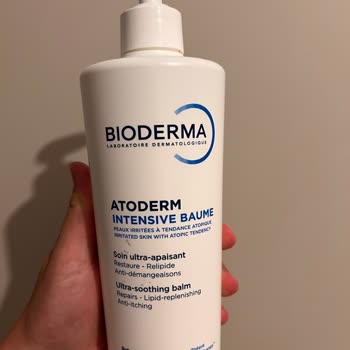 BIODERMA
LABORATOIRE DERMATOLOGIQUE
ATODERM
INTENSIVE BAUME
PEAUX IRRITÉES À TENDANCE ATOPIQUE
IRRITATED SKIN WITH ATOPIC TENDENCY
Soin ultra-apaisant
Restaure - Relipide
Anti-démangeaisons
Ultra-soothing balm
Repairs - Lipid-replenishing
Anti-itching